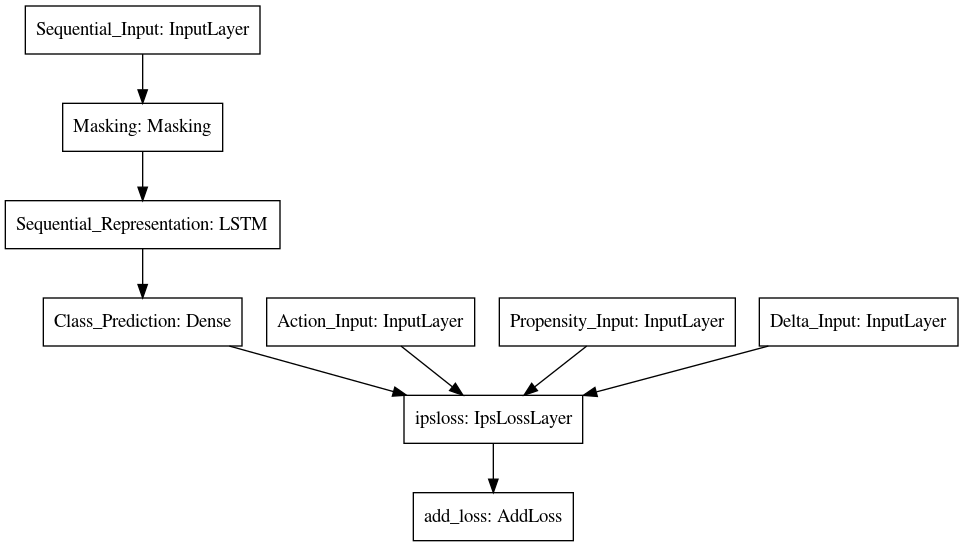 Sequential_Input: InputLayer
Masking: Masking
Sequential_Representation: LSTM
Class_Prediction: Dense
Action_Input: InputLayer
Propensity_Input: InputLayer
Delta_Input: InputLayer
ipsloss: IpsLossLayer
add_loss: AddLoss